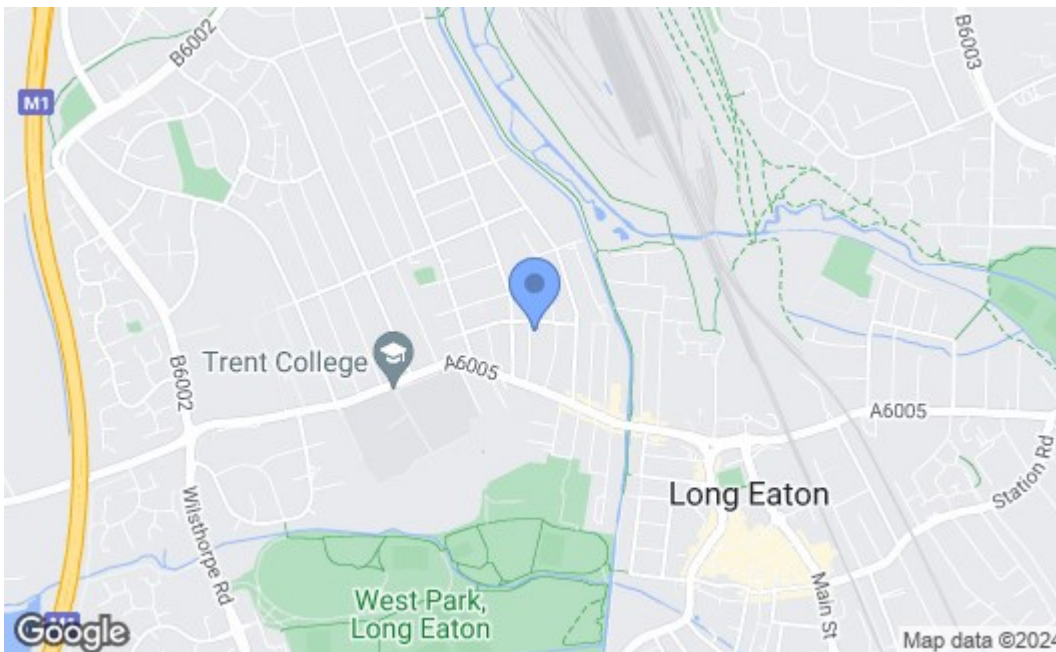 B6002
B6003
M1
Trent College
A6005
B6002
A6005
Station Rd
Long Eaton
Wilsthorpe Rd
Main St
West Park,
Long Eaton
Google
Map data ©2024